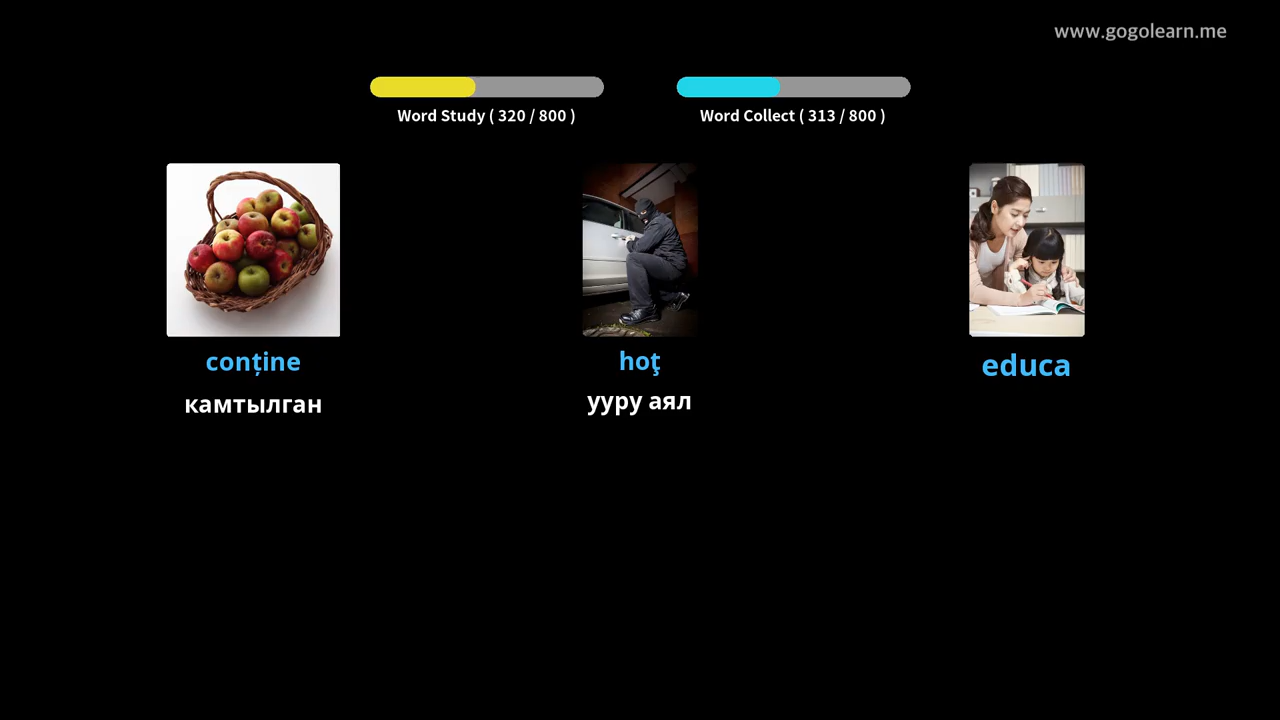 www.gogolearn.me
Word Study ( 320 / 800 )
Word Collect ( 313 / 800 )
conține
hoţ
educa
камтылган
ууру аял